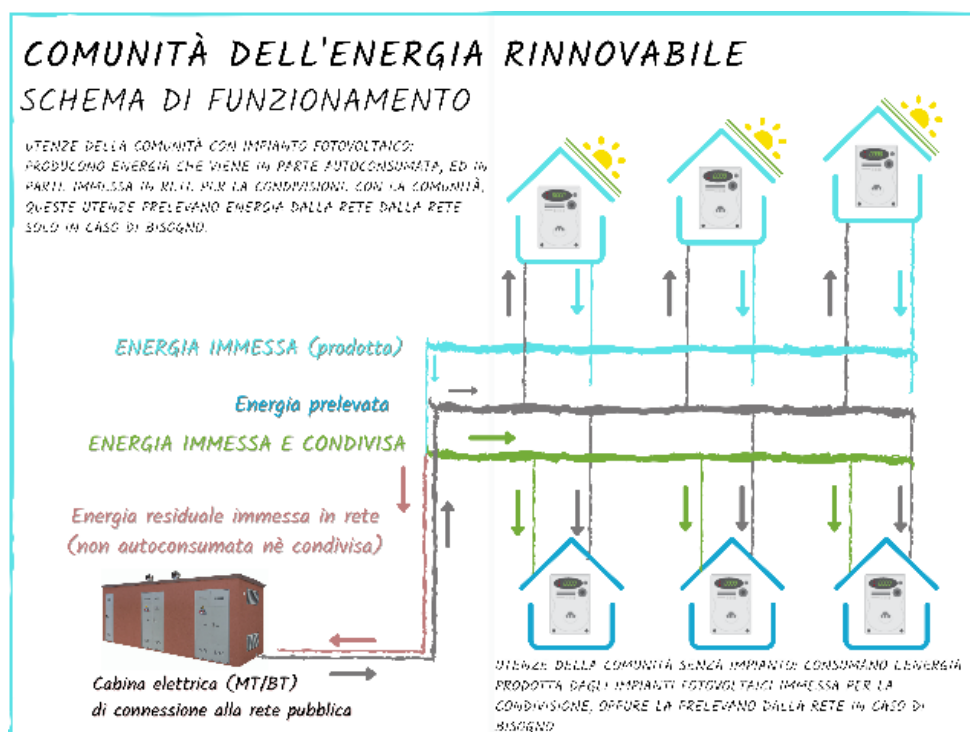 COMUNITÀ DELL'ENERGIA RINNOVABILE
SCHEMA DI FUNZIONAMENTO
UTENZE DELLA COMUNITÀ CON IMPIANTO FOTOVOLTAICO:
PRODUCONO ENERGIA CHE VIENE IN PARTE AUTOCONSUMATA, ED IN
PARTE IMMESSA IN RETE PER LA CONDIVISIONE CON LA COMUNITÀ,
QUESTE UTENZE PRELEVANO ENERGIA DALLA RETE DALLA RETE
SOLO IN CASO DI BISOGNO.
ENERGIA IMMESSA (prodotta)
Energia prelevata
ENERGIA IMMESSA E CONDIVISA
Energia residuale immessa in rete
(non autoconsumata nè condivisa)
Cabina elettrica (MT/BT)
di connessione alla rete pubblica
UTENZE DELLA COMUNITÀ SENZA IMPIANTO: CONSUMANO L'ENERGIA
PRODOTTA DAGLI IMPIANTI FOTOVOLTAICI IMMESSA PER LA
CONDIVISIONE, OPPURE LA PRELEVANO DALLA RETE IN CASO DI
BISOGNO